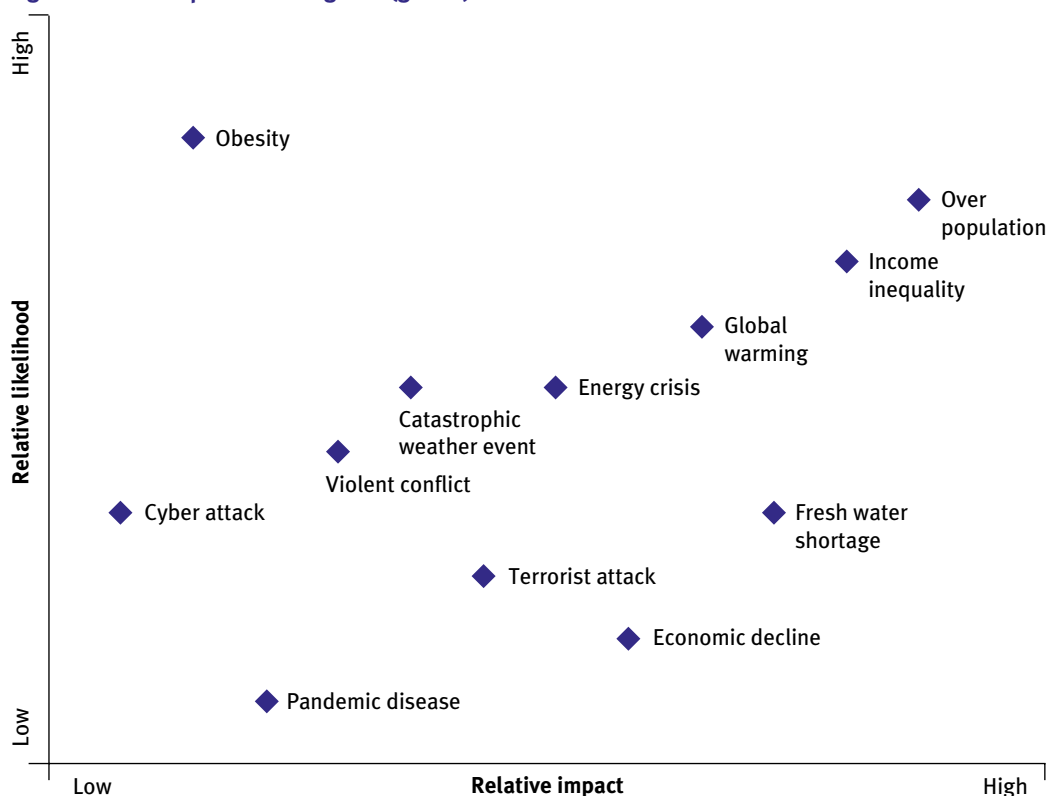 High
Obesity
Over
population
Income
inequality
Global
warming
Energy crisis
Catastrophic
weather event
Violent conflict
Relative likelihood
Cyber attack
Fresh water
shortage
Terrorist attack
Economic decline
Pandemic disease
Low
Low
Relative impact
High